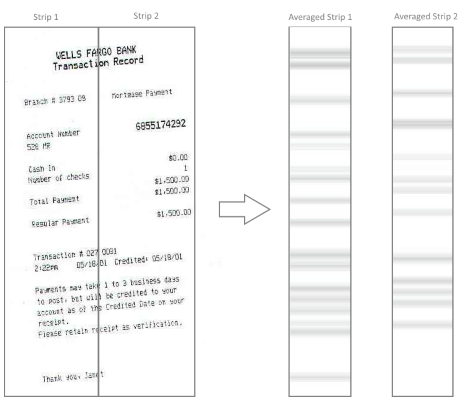 Strip 1 Strip 2 Averaged Strip 1 Averaged Strip 2
WELLS FARGO BANK
Transaction Record
Branch # 3793 09 Mortgage Payment
Account Number 6855174292
528 MR
Cash In $0.00
Number of checks 1
$1,500.00
Total Payment $1,500.00
Regular Payment $1,500.00
Transaction # 027 0081
2:22PM 05/18/01 Credited: 05/18/01
Payments may take 1 to 3 business days
to post, but will be credited to your
account as of the Credited Date on your
receipt.
Please retain receipt as verification.
Thank you, Janet